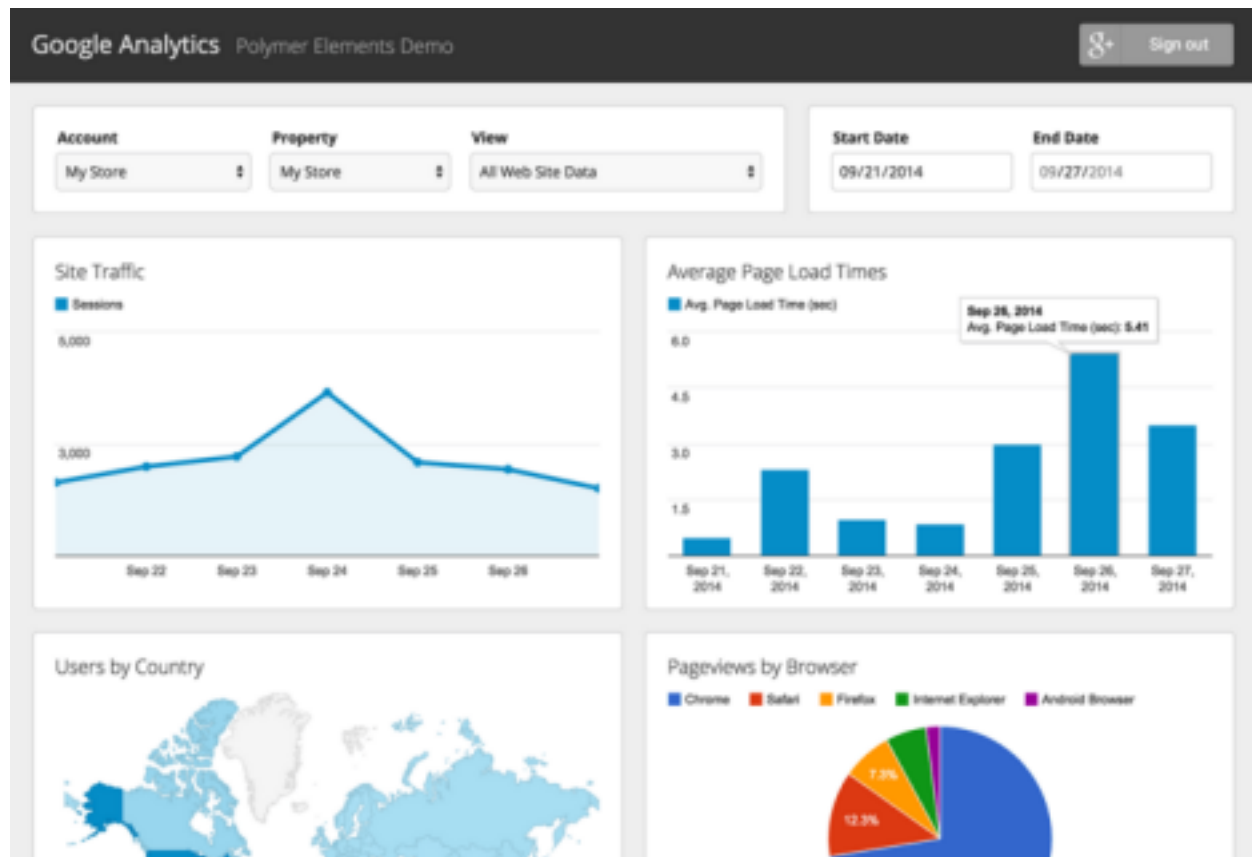 Google Analytics Polymer Elements Demo
8+ Sign out
Account Property View
My Store My Store All Web Site Data
Start Date End Date
09/21/2014 09/27/2014
Site Traffic
Sessions
5,000
3,000
Sep 22 Sep 23 Sep 24 Sep 25 Sep 26
Average Page Load Times
Avg. Page Load Time (sec)
Sep 26, 2014
Avg. Page Load Time (sec): 5.41
6.0
4.5
3.0
1.5
Sep 21, Sep 22, Sep 23, Sep 24, Sep 25, Sep 26, Sep 27,
2014 2014 2014 2014 2014 2014 2014
Users by Country
Pageviews by Browser
Chrome Safari Firefox Internet Explorer Android Browser
7.3%
12.3%